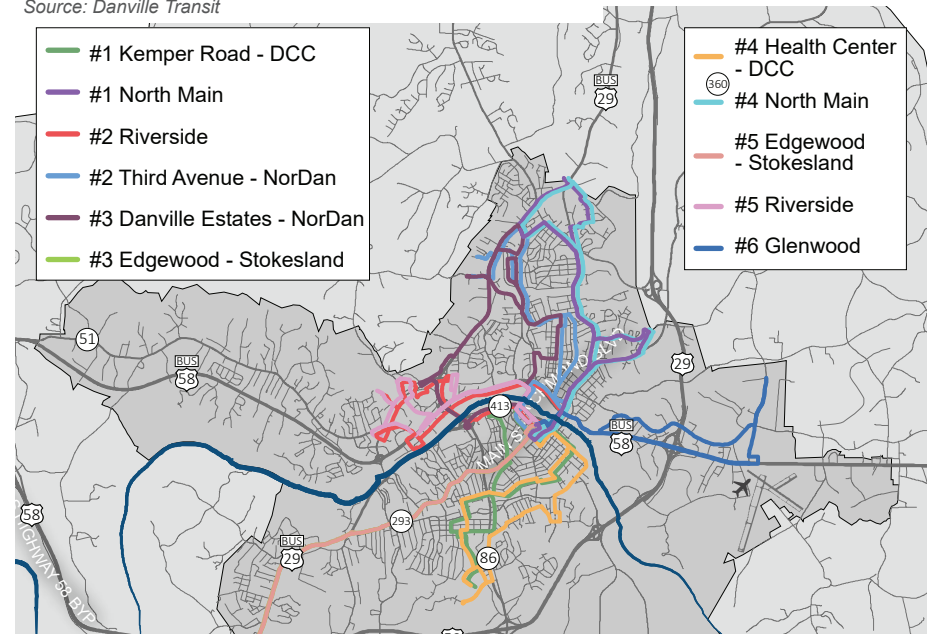 Source: Danville Transit
#1 Kemper Road - DCC
#1 North Main
#2 Riverside
#2 Third Avenue - NorDan
#3 Danville Estates - NorDan
#3 Edgewood - Stokesland
#4 Health Center
- DCC
#4 North Main
#5 Edgewood
- Stokesland
#5 Riverside
#6 Glenwood
360
BUS
29
51
BUS
58
29
413
BUS
58
MAIN S
58
293
BUS
29
86
HIGHWAY 58 BYP